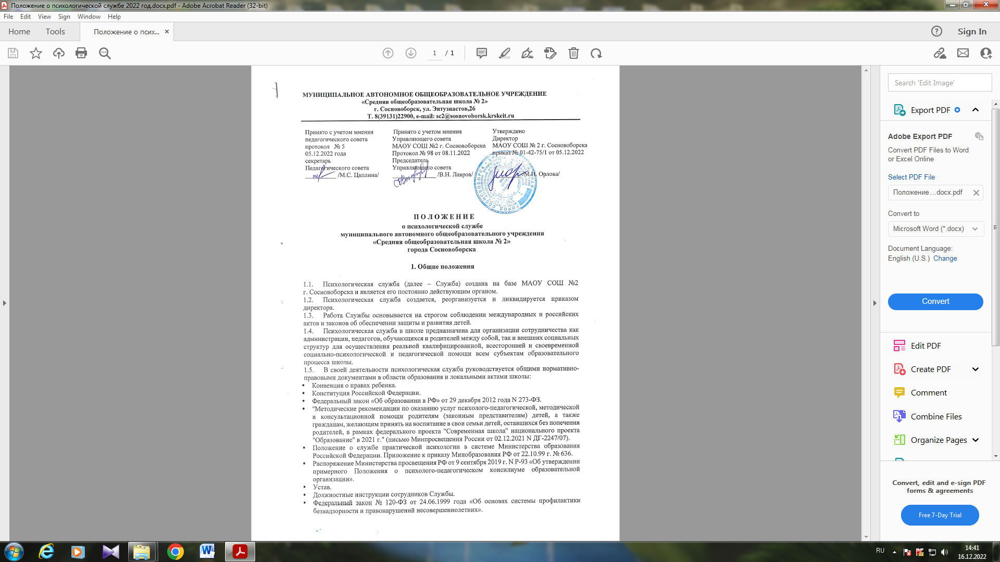 Положение о психологической службе 2022 год.docx.pdf - Adobe Acrobat Reader (32-bit)
File Edit View Sign Window Help
Home Tools Положение о псих... Sign In
1 / 1
МУНИЦИПАЛЬНОЕ АВТОНОМНОЕ ОБЩЕОБРАЗОВАТЕЛЬНОЕ УЧРЕЖДЕНИЕ
«Средняя общеобразовательная школа № 2»
г. Сосновоборск, ул. Энтузиастов,26
Т. 8(39131)22900, e-mail: sc2@sosnovoborsk.krskcit.ru
Принято с учетом мнения
педагогического совета
протокол № 5
05.12.2022 года
секретарь
Педагогического совета
/М.С. Цаплина/
Принято с учетом мнения
Управляющего совета
МАОУ СОШ №2 г. Сосновоборска
Протокол № 98 от 08.11.2022
Председатель
Управляющего совета
/В.Н. Лавров/
Утверждено
Директор
МАОУ СОШ № 2 г. Сосновоборска
приказ № 01-42-75/1 от 05.12.2022
/М.Н. Орлова/
ГОРОД СОСНОВОБОРСК
П О Л О Ж Е Н И Е
о психологической службе
муниципального автономного общеобразовательного учреждения
«Средняя общеобразовательная школа № 2»
города Сосновоборска
1. Общие положения
1.1. Психологическая служба (далее – Служба) создана на базе МАОУ СОШ №2
г. Сосновоборска и является его постоянно действующим органом.
1.2. Психологическая служба создается, реорганизуется и ликвидируется приказом
директора.
1.3. Работа Службы основывается на строгом соблюдении международных и российских
актов и законов об обеспечении защиты и развития детей.
1.4. Психологическая служба в школе предназначена для организации сотрудничества как
администрации, педагогов, обучающихся и родителей между собой, так и внешних социальных
структур для осуществления реальной квалифицированной, всесторонней и своевременной
социально-психологической и педагогической помощи всем субъектам образовательного
процесса школы.
1.5. В своей деятельности психологическая служба руководствуется общими нормативно-
правовыми документами в области образования и локальными актами школы:
• Конвенция о правах ребенка.
• Конституция Российской Федерации.
• Федеральный закон «Об образовании в РФ» от 29 декабря 2012 года N 273-ФЗ.
• "Методические рекомендации по оказанию услуг психолого-педагогической, методической
и консультационной помощи родителям (законным представителям) детей, а также
гражданам, желающим принять на воспитание в свои семьи детей, оставшихся без попечения
родителей, в рамках федерального проекта "Современная школа" национального проекта
"Образование" в 2021 г." (письмо Минпросвещения России от 02.12.2021 N ДГ-2247/07).
• Положение о службе практической психологии в системе Министерства образования
Российской Федерации. Приложение к приказу Минобразования РФ от 22.10.99 г. № 636.
• Распоряжение Министерства просвещения РФ от 9 сентября 2019 г. N Р-93 «Об утверждении
примерного Положения о психолого-педагогическом консилиуме образовательной
организации».
• Устав.
• Должностные инструкции сотрудников Службы.
• Федеральный закон № 120-ФЗ от 24.06.1999 года «Об основах системы профилактики
безнадзорности и правонарушений несовершеннолетних».
Search 'Edit Image'
Export PDF
Adobe Export PDF
Convert PDF Files to Word
or Excel Online
Select PDF File
Положение....docx.pdf
Convert to
Microsoft Word (*.docx)
Document Language:
English (U.S.) Change
Convert
Edit PDF
Create PDF
Comment
Combine Files
Organize Pages
Convert, edit and e-sign PDF
forms & agreements
Free 7-Day Trial
RU
14:41
16.12.2022